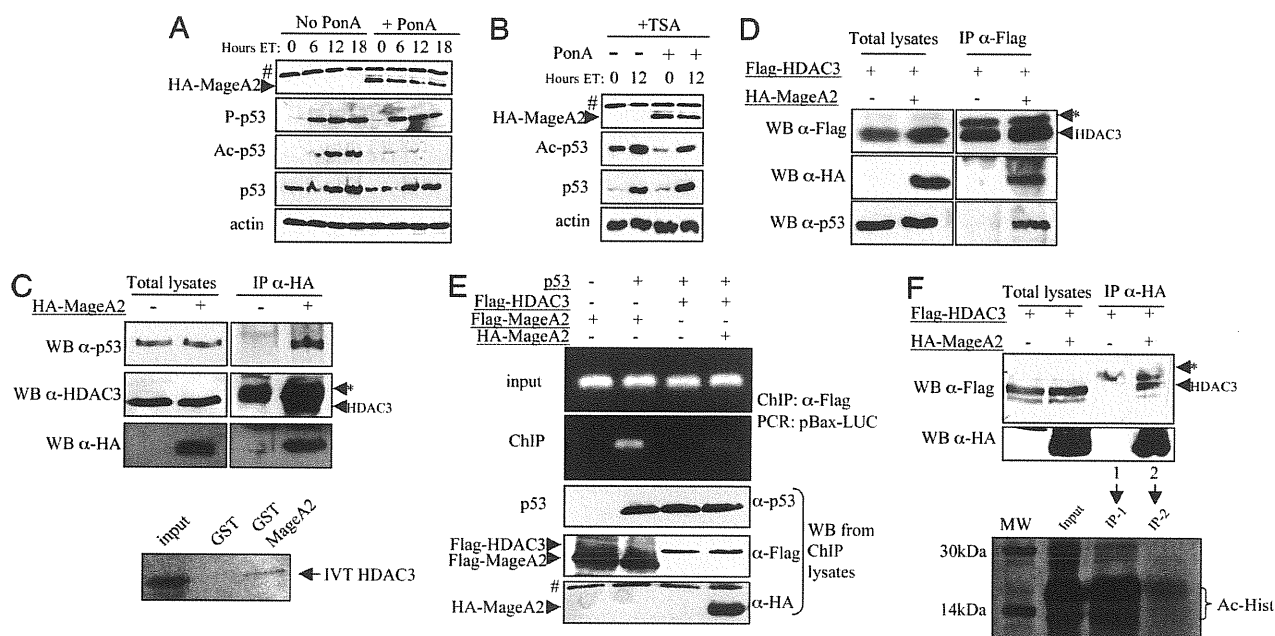 A
No PonA + PonA
Hours ET: 0 6 12 18 0 6 12 18
#
HA-MageA2
P-p53
Ac-p53
p53
actin
B
+TSA
PonA - - + +
Hours ET: 0 12 0 12
#
HA-MageA2
Ac-p53
p53
actin
D
Total lysates IP α-Flag
Flag-HDAC3 + + + +
HA-MageA2 - + - +
*
WB α-Flag HDAC3
WB α-HA
WB α-p53
C
Total lysates IP α-HA
HA-MageA2 - + - +
WB α-p53
*
WB α-HDAC3 HDAC3
WB α-HA
input GST GST MageA2
IVT HDAC3
E
p53 - + + +
Flag-HDAC3 - - + +
Flag-MageA2 + + - -
HA-MageA2 - - - +
input
ChIP: α-Flag
PCR: pBax-LUC
ChIP
p53 α-p53
Flag-HDAC3
Flag-MageA2 α-Flag
WB from
ChIP
lysates
#
HA-MageA2 α-HA
F
Total lysates IP α-HA
Flag-HDAC3 + + + +
HA-MageA2 - + - +
*
WB α-Flag HDAC3
WB α-HA
1 2
MW Input IP-1 IP-2
30kDa
14kDa
Ac-Hist